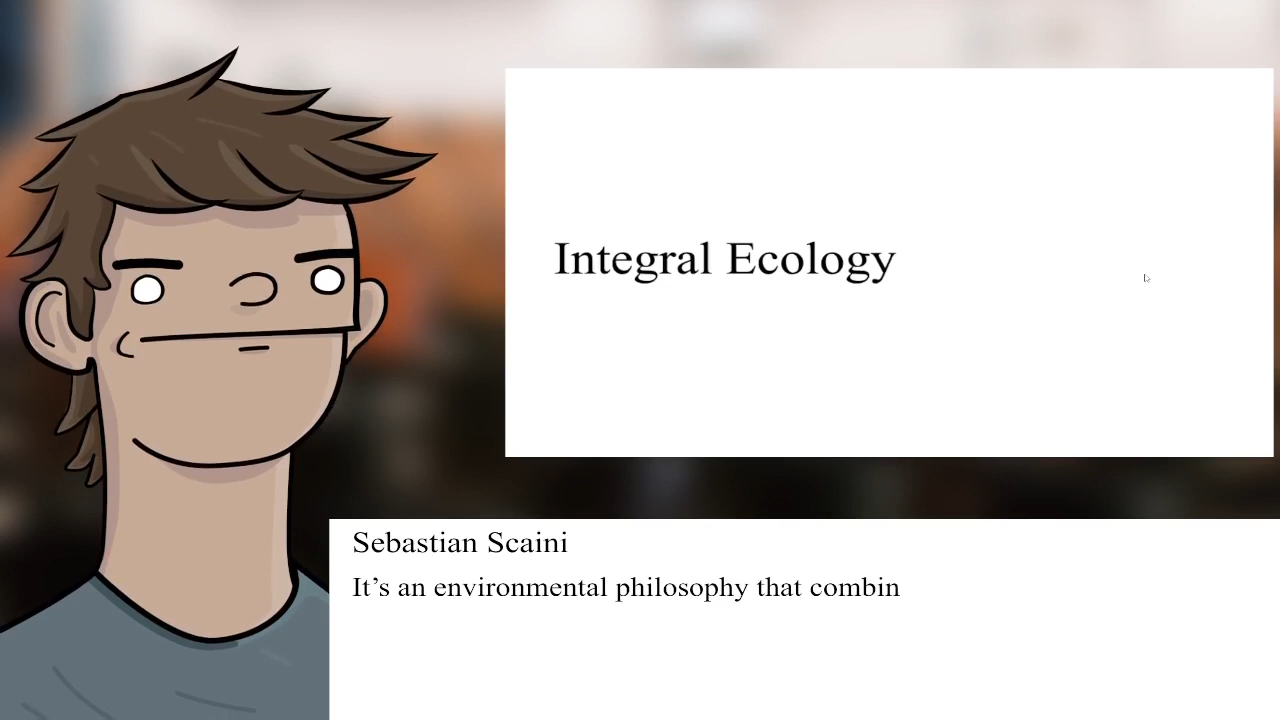 Integral Ecology
Sebastian Scaini
It’s an environmental philosophy that combin